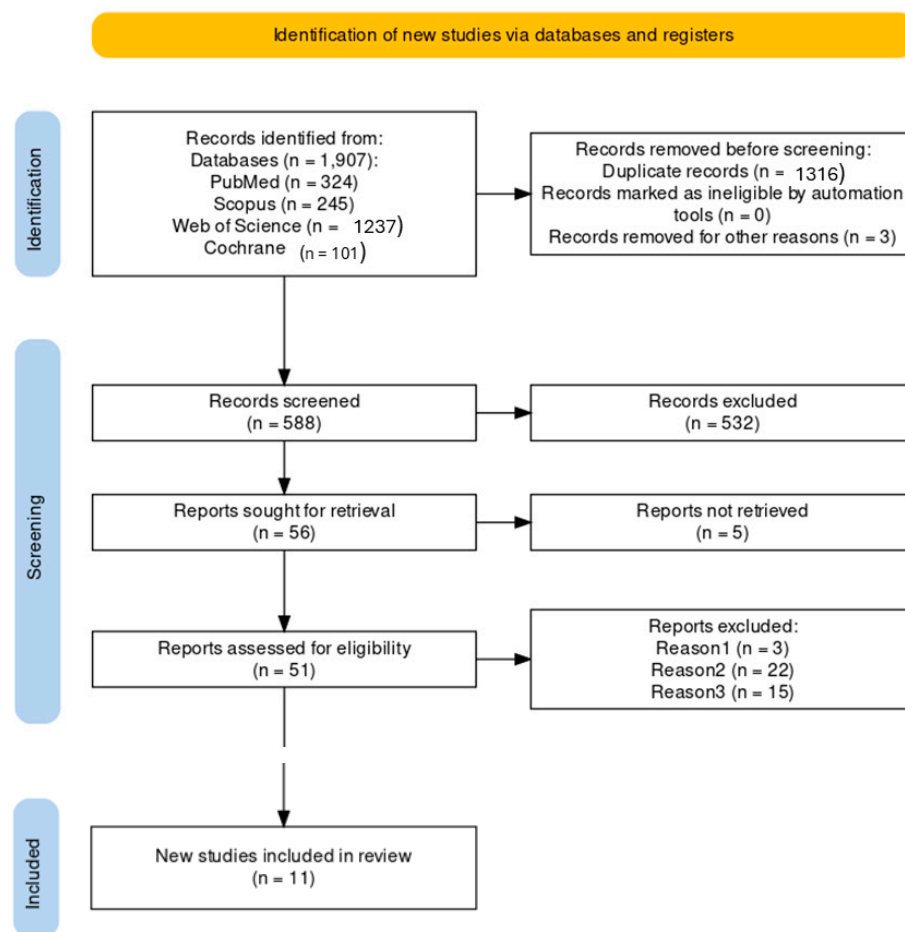 Identification of new studies via databases and registers
Identification
Records identified from:
Databases (n = 1,907):
PubMed (n = 324)
Scopus (n = 245)
Web of Science (n = 1237)
Cochrane (n = 101)
Records removed before screening:
Duplicate records (n = 1316)
Records marked as ineligible by automation
tools (n = 0)
Records removed for other reasons (n = 3)
Screening
Records screened
(n = 588)
Records excluded
(n = 532)
Reports sought for retrieval
(n = 56)
Reports not retrieved
(n = 5)
Reports assessed for eligibility
(n = 51)
Reports excluded:
Reason1 (n = 3)
Reason2 (n = 22)
Reason3 (n = 15)
Included
New studies included in review
(n = 11)